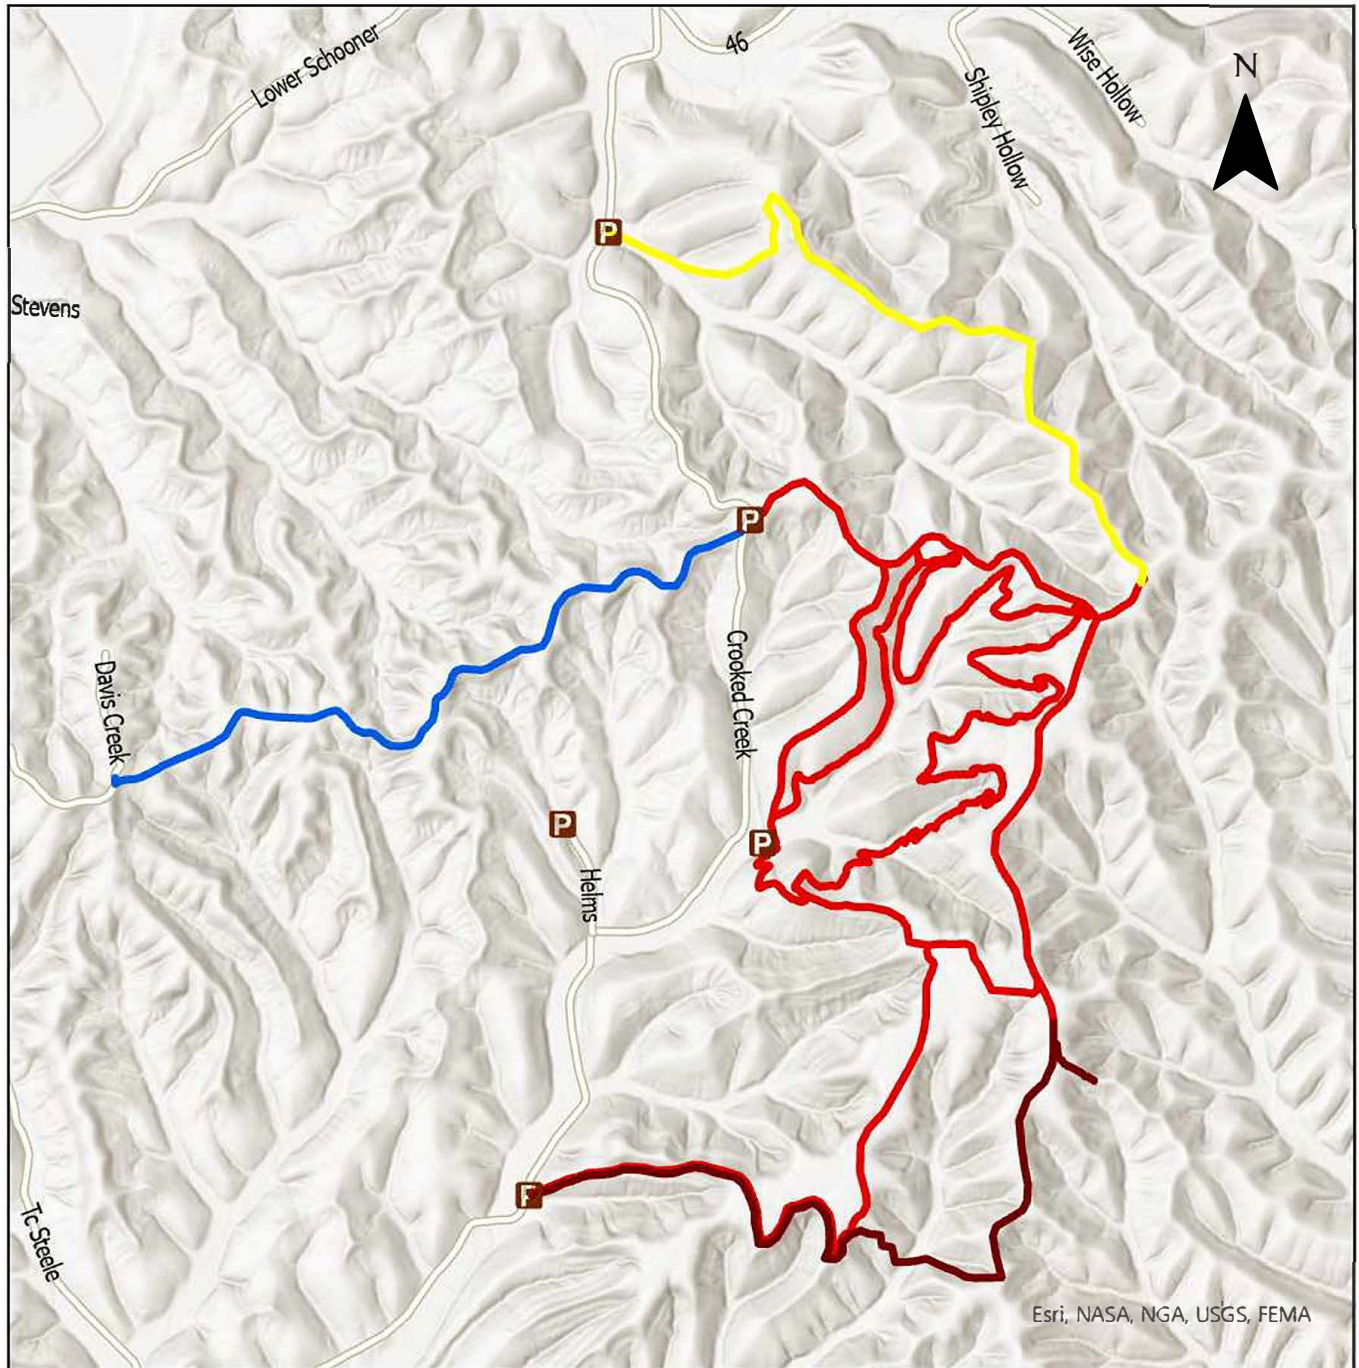 Lower Schooner
46
Wise Hollow
N
Shipley Hollow
P
Stevens
P
Crooked Creek
Davis Creek
P
P
Helms
P
Tc Steele
Esri, NASA, NGA, USGS, FEMA